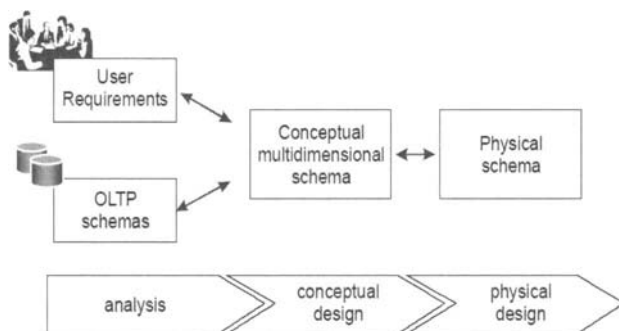 User
Requirements
Conceptual
multidimensional
schema
Physical
schema
OLTP
schemas
analysis
conceptual
design
physical
design